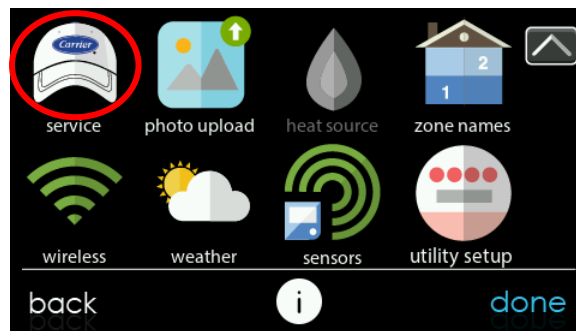 Carrier
service
photo upload
heat source
2
1
zone names
wireless
weather
sensors
utility setup
back
i
done